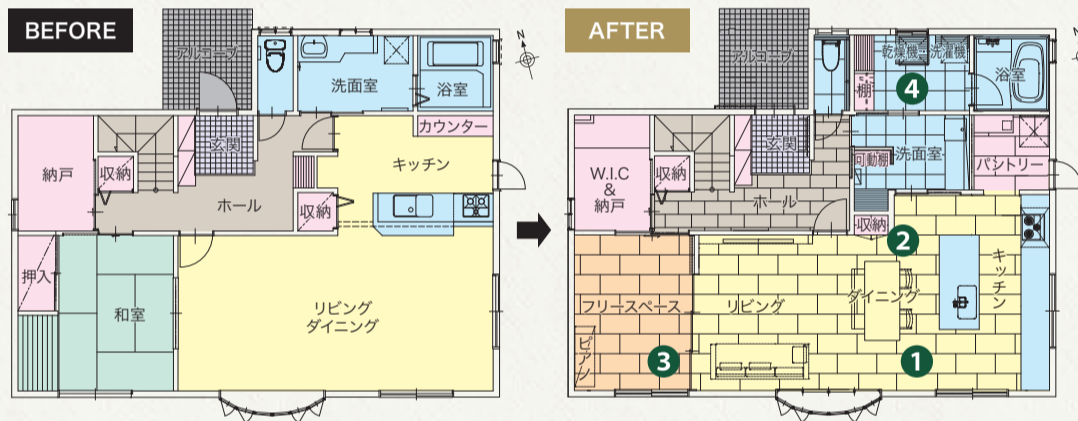 BEFORE
アルコーブ
洗面室
浴室
N
玄関
カウンター
キッチン
納戸
収納
ホール
収納
押入
和室
リビング
ダイニング
AFTER
アルコーブ
乾燥機
洗濯機
浴室
N
棚
4
玄関
洗面室
可動棚
パントリー
W.I.C
&
納戸
収納
ホール
収納
2
キッチン
フリースペース
リビング
ダイニング
ピアノ
3
1